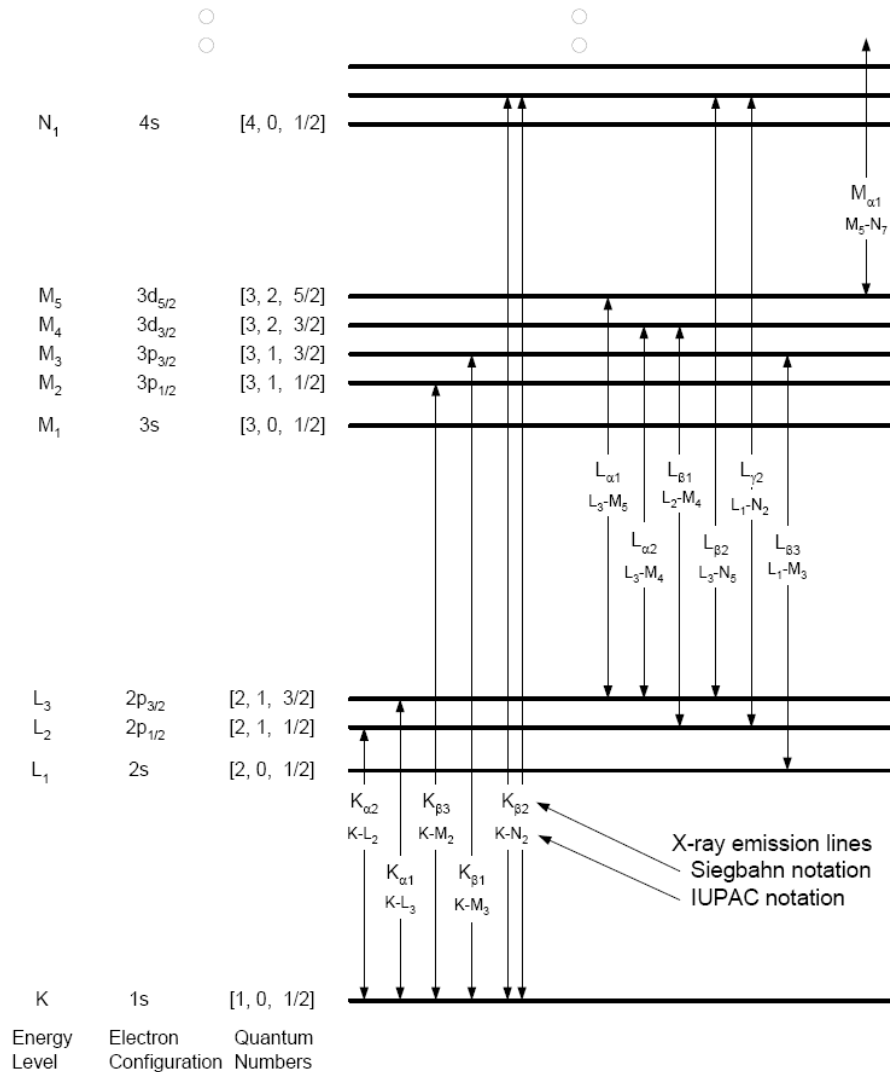 N₁ 4s [4, 0, 1/2]
Mα1
M₅-N₇
M₅ 3d5/2 [3, 2, 5/2]
M₄ 3d3/2 [3, 2, 3/2]
M₃ 3p3/2 [3, 1, 3/2]
M₂ 3p1/2 [3, 1, 1/2]
M₁ 3s [3, 0, 1/2]
Lα1 Lβ1 Lγ2
L₃-M₅ L₂-M₄ L₁-N₂
Lα2 Lβ2 Lβ3
L₃-M₄ L₃-N₅ L₁-M₃
L₃ 2p3/2 [2, 1, 3/2]
L₂ 2p1/2 [2, 1, 1/2]
L₁ 2s [2, 0, 1/2]
Kα2 Kβ3 Kβ2
K-L₂ K-M₂ K-N₂
X-ray emission lines
Siegbahn notation
IUPAC notation
Kα1 Kβ1
K-L₃ K-M₃
K 1s [1, 0, 1/2]
Energy Electron Quantum
Level Configuration Numbers